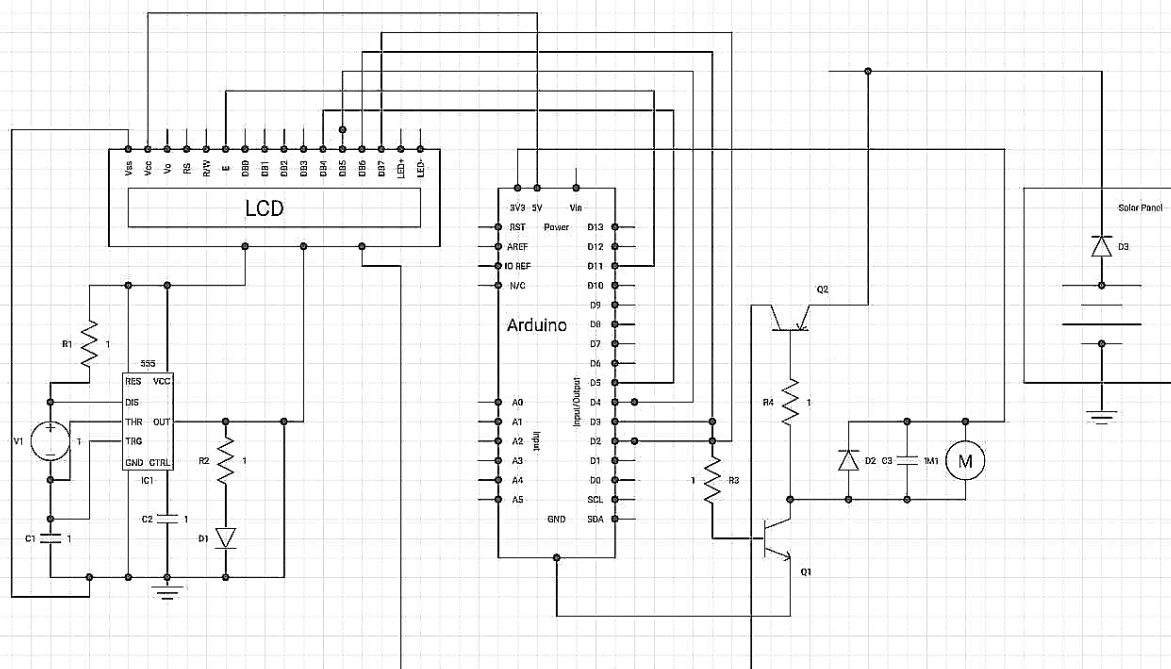 Vss Vcc Vo RS R/W E DB0 DB1 DB2 DB3 DB4 DB5 DB6 DB7 LED+ LED-
LCD
3V3 5V Vin
Solar Panel
RST Power D13
AREF D12
IO REF D11
N/C D10
D9
Arduino D8
D7
D6
D5
D4
D3
D2
D1
D0
SCL
SDA
A0
A1
A2
A3
A4
A5
Input/Output
Input
GND
D3
Q2
R1 1
555
RES VCC
DIS
THR OUT
TRG
GND CTRL
IC1
V1 1
R2 1
C1 1
C2 1
D1
R4 1
1 R3
D2 C3 1M1 M
Q1